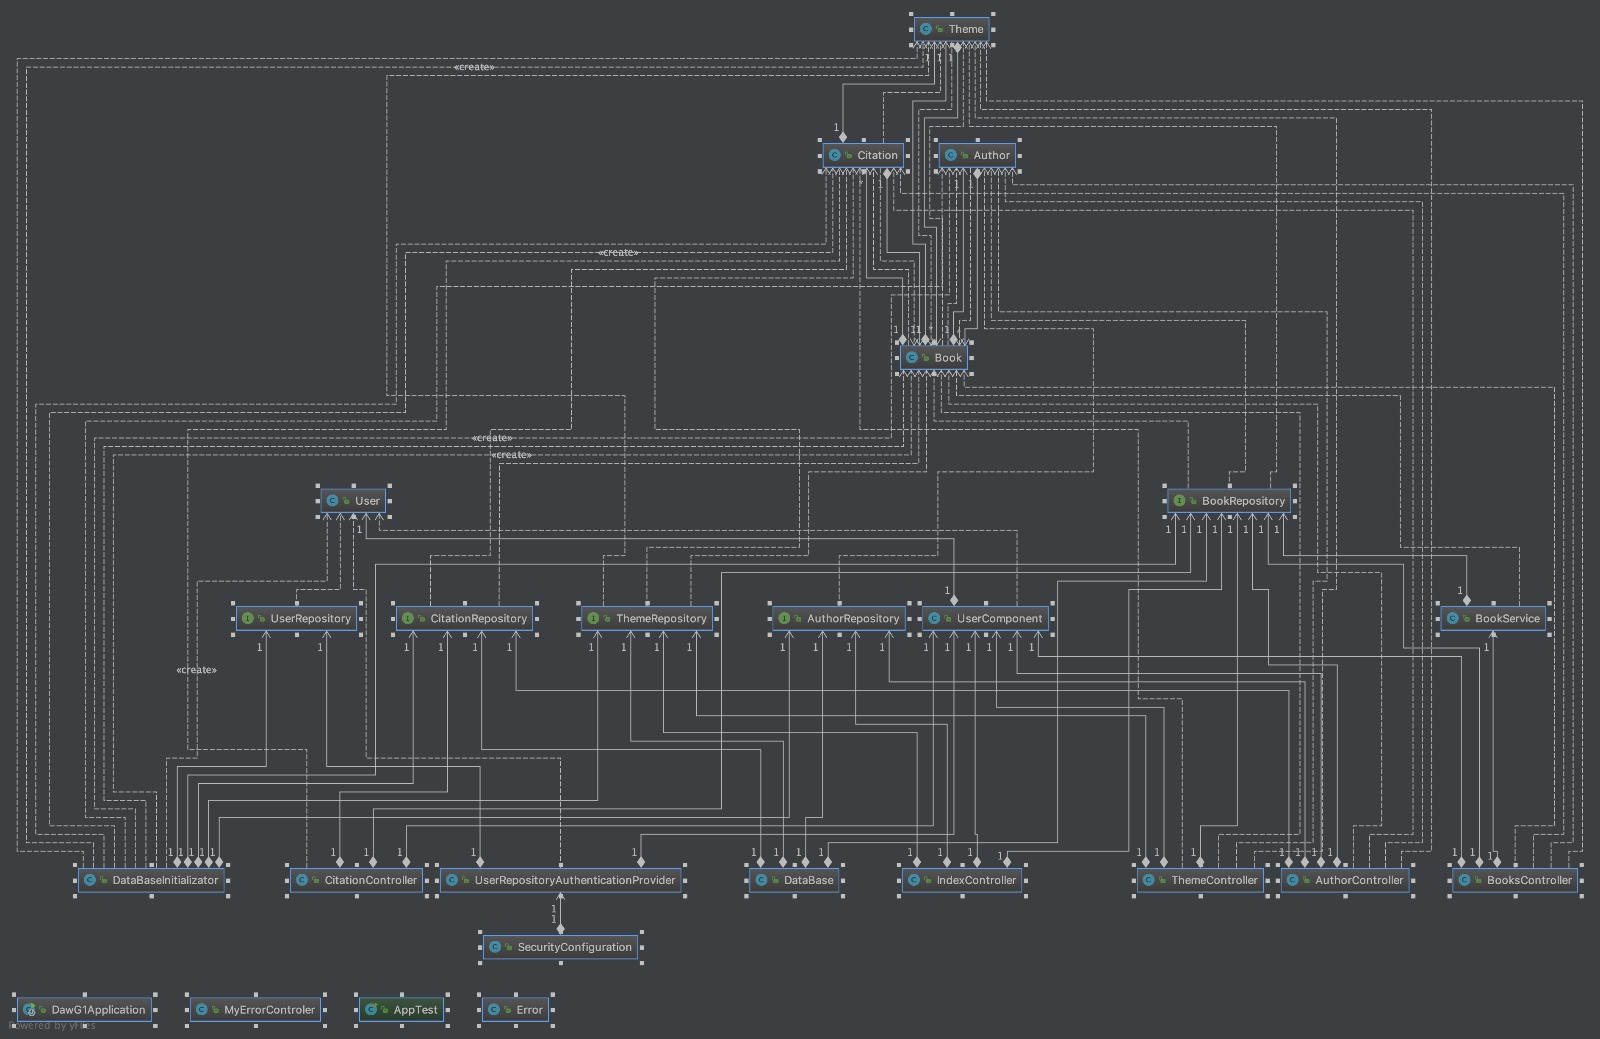 Theme
«create»
1 1 1
1
Citation
Author
«create»
1
1
1
1
1
Book
«create»
«create»
User
BookRepository
1
1 1 1 1 1 1 1 1
1
1
UserRepository
CitationRepository
ThemeRepository
AuthorRepository
UserComponent
BookService
1 1 1 1 1 1 1 1 1 1 1 1 1 1 1 1 1 1 1 1 1
«create»
1 1 1 1 1 1 1 1 1 1 1 1 1 1 1 1 1 1 1 1 1 1 1 1 1 1
DataBaseInitializator
CitationController
UserRepositoryAuthenticationProvider
DataBase
IndexController
ThemeController
AuthorController
BooksController
1
1
SecurityConfiguration
DawG1Application
MyErrorControler
AppTest
Error
Powered by yFiles